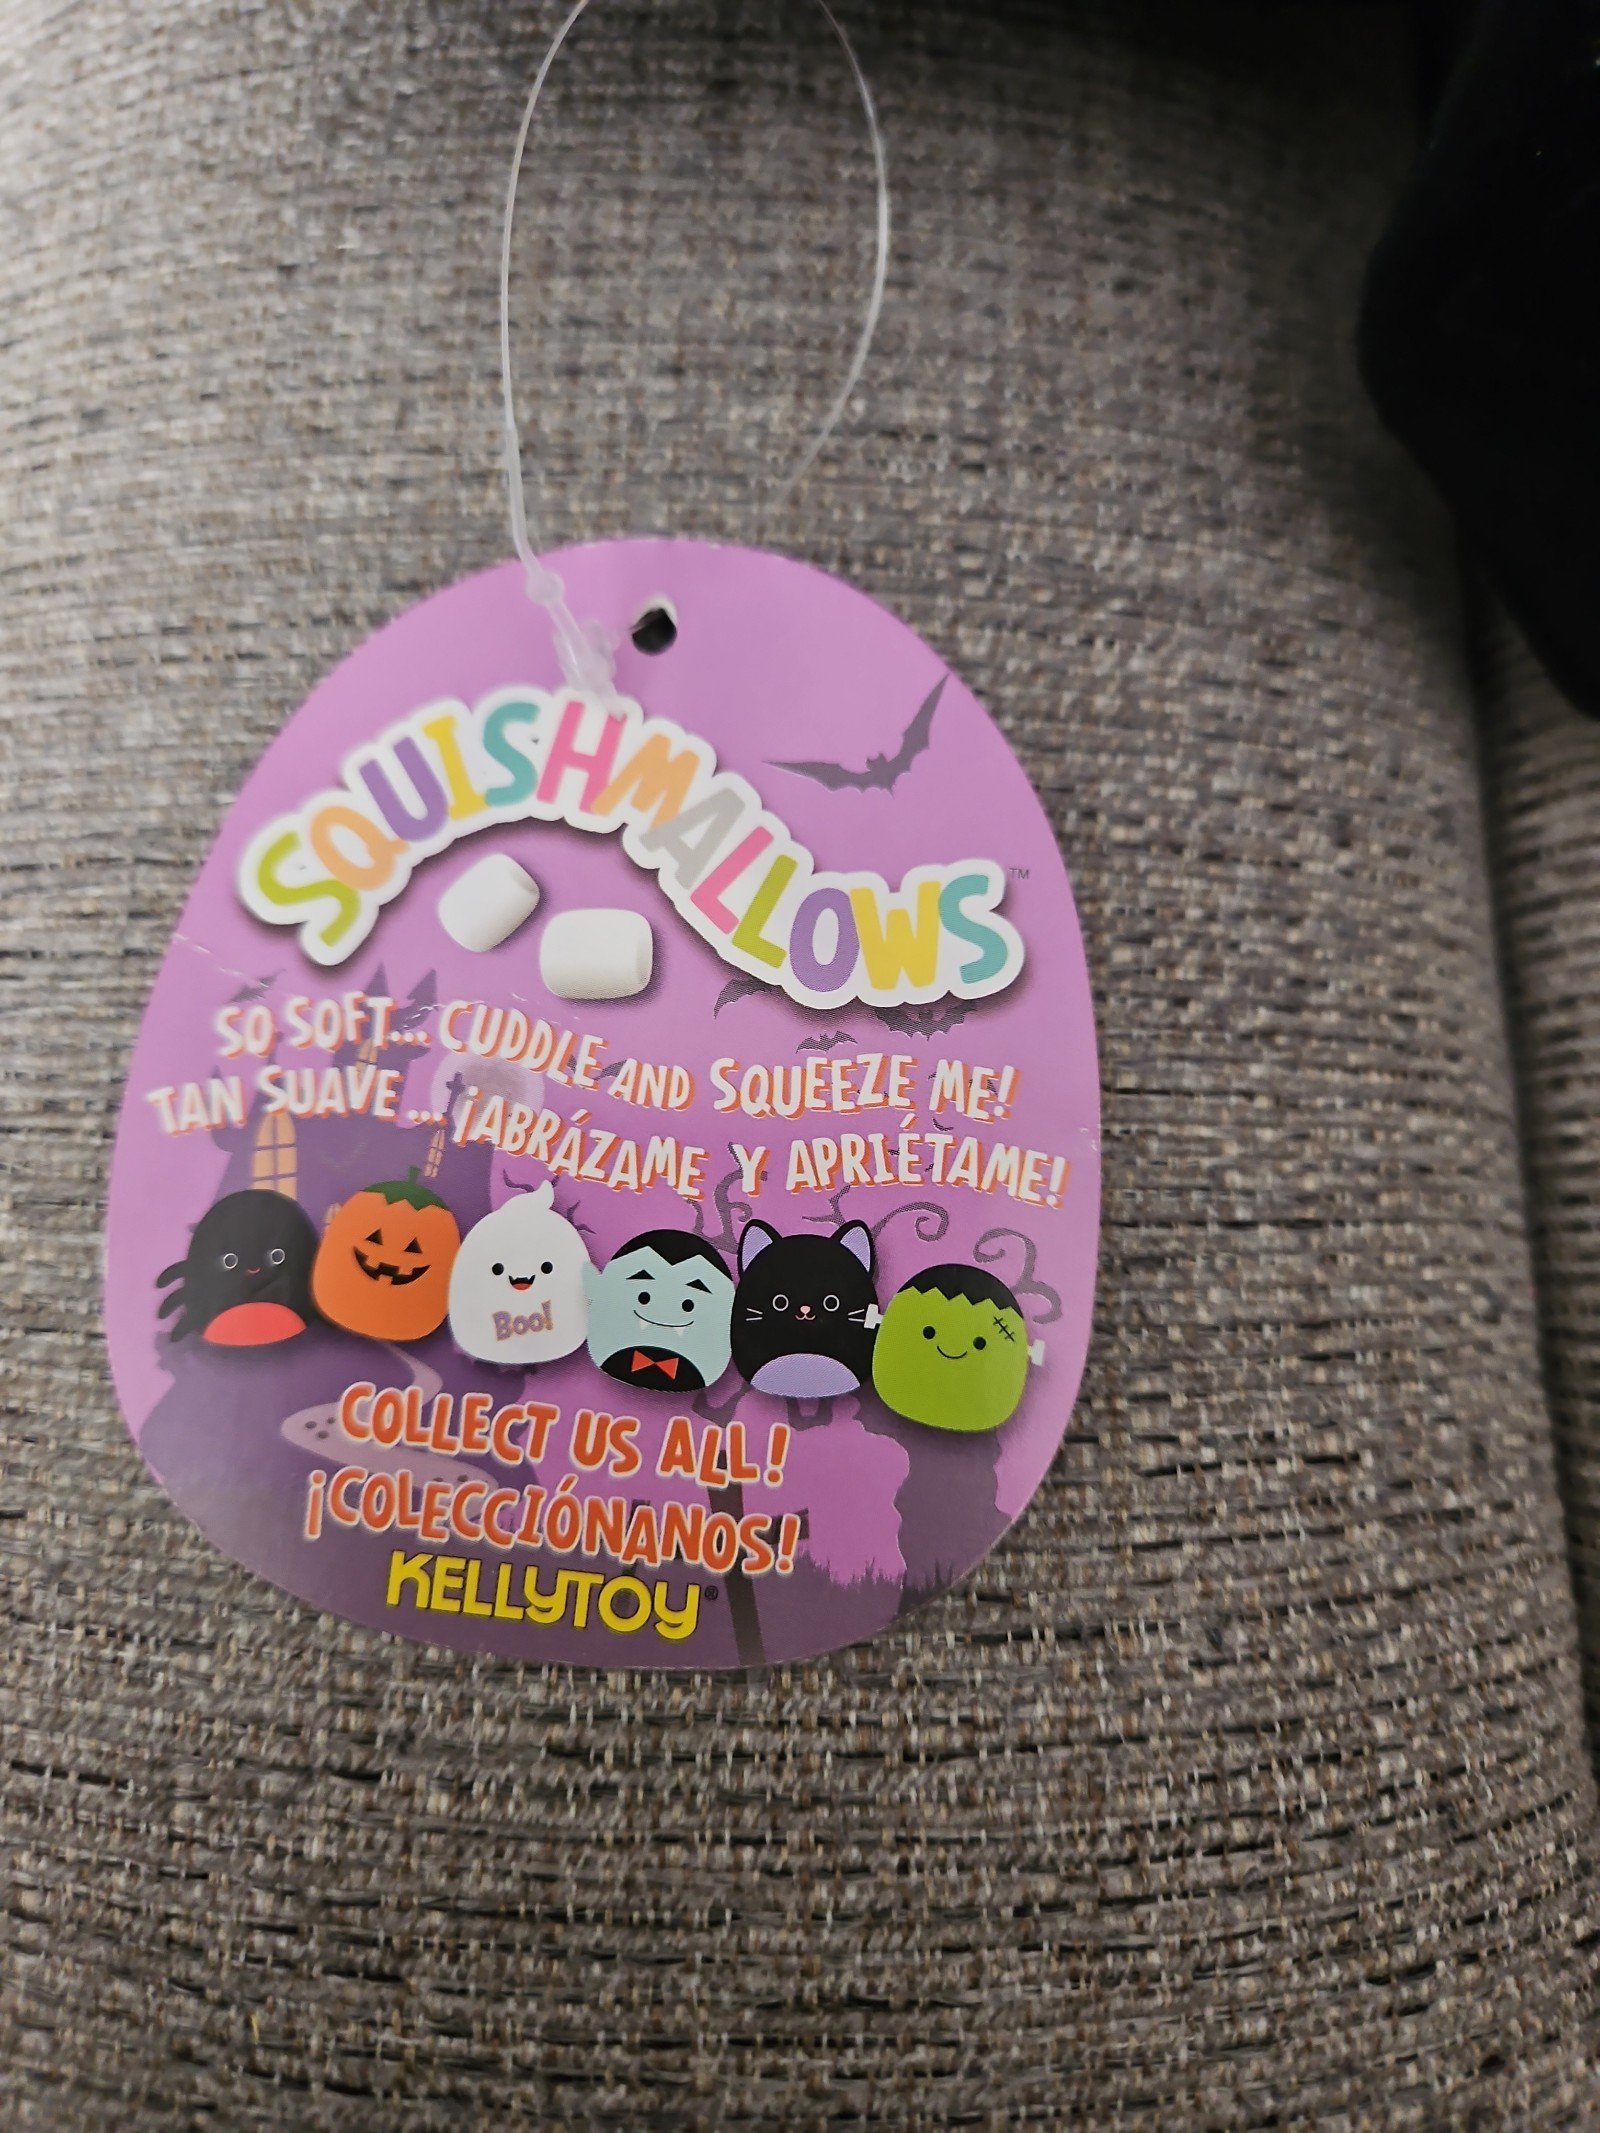 SQUISHMALLOWS™
SO SOFT... CUDDLE AND SQUEEZE ME!
TAN SUAVE... ¡ABRÁZAME Y APRIÉTAME!
Boo!
COLLECT US ALL!
¡COLECCIÓNANOS!
KELLYTOY®